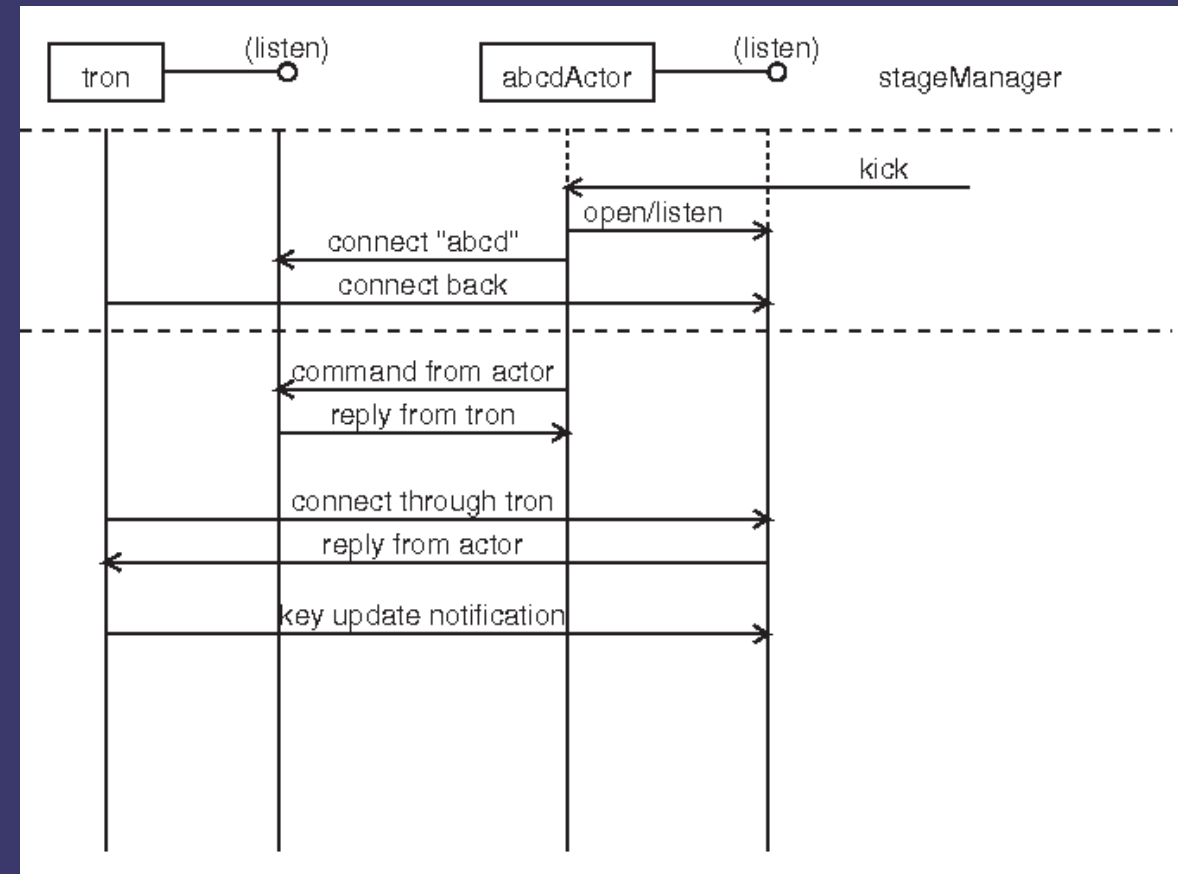 (listen)
(listen)
tron
abcdActor
stageManager
kick
open/listen
connect "abcd"
connect back
command from actor
reply from tron
connect through tron
reply from actor
key update notification